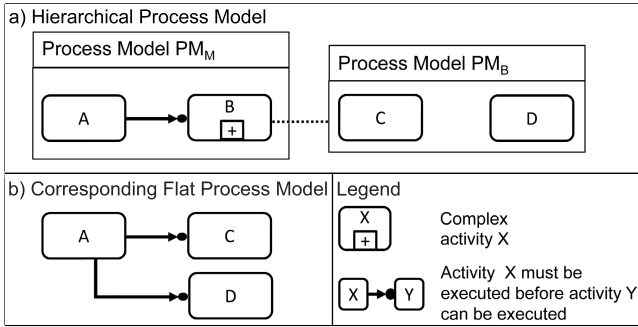 a) Hierarchical Process Model
Process Model PMM
A
B
+
Process Model PMB
C
D
b) Corresponding Flat Process Model
A
C
D
Legend
X
+
Complex
activity X
X
Y
Activity X must be
executed before activity Y
can be executed